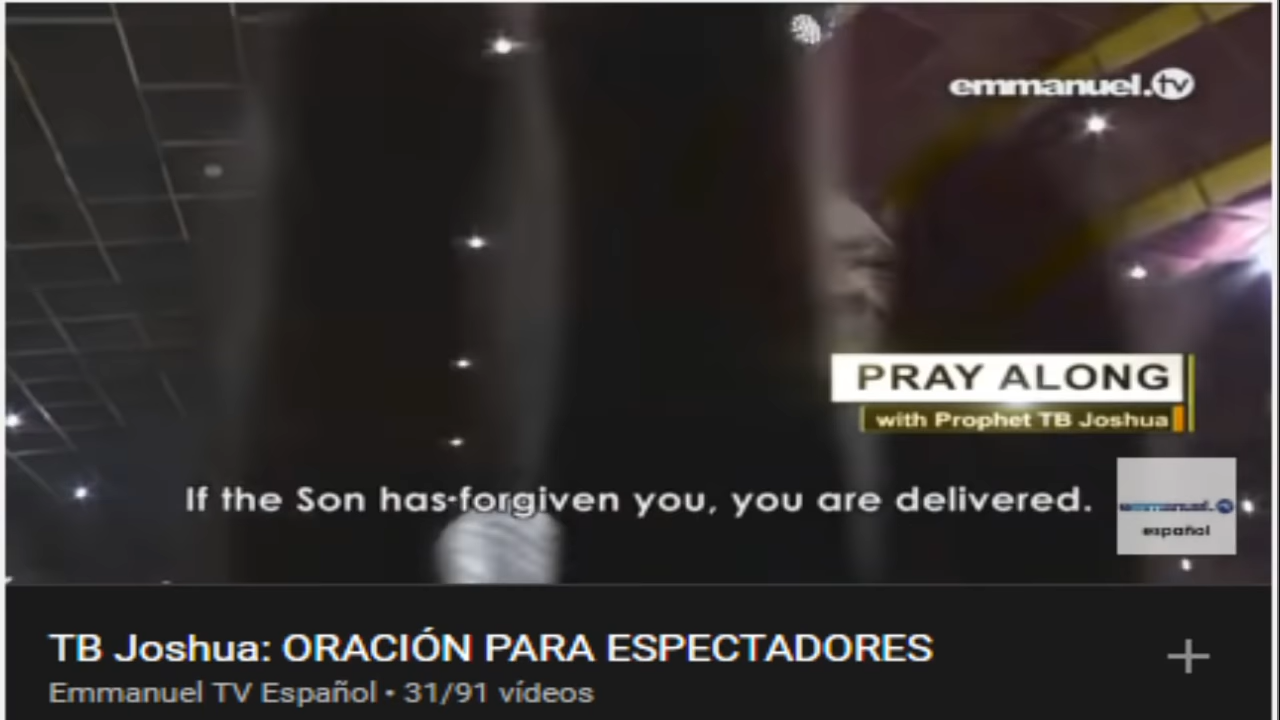 emmanuel.tv
PRAY ALONG
with Prophet TB Joshua
If the Son has forgiven you, you are delivered.
emmanuel.tv
español
TB Joshua: ORACIÓN PARA ESPECTADORES
Emmanuel TV Español • 31/91 vídeos